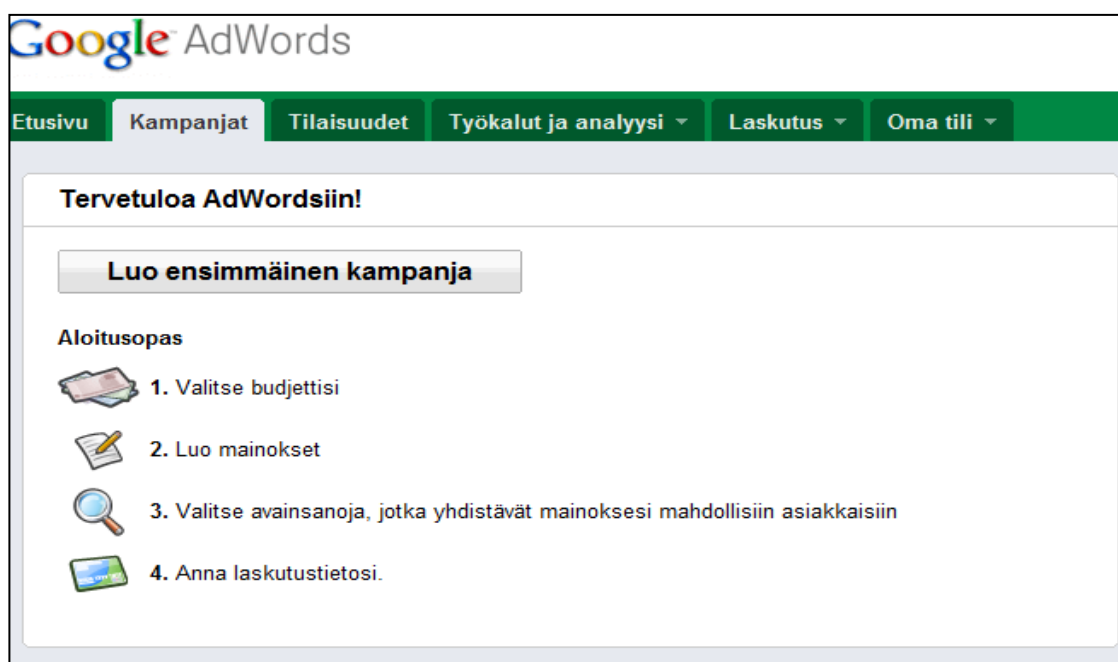 Google AdWords
Etusivu Kampanjat Tilaisuudet Työkalut ja analyysi Laskutus Oma tili
Tervetuloa AdWordsiin!
Luo ensimmäinen kampanja
Aloitusopas
1. Valitse budjettisi
2. Luo mainokset
3. Valitse avainsanoja, jotka yhdistävät mainoksesi mahdollisiin asiakkaisiin
4. Anna laskutustietosi.